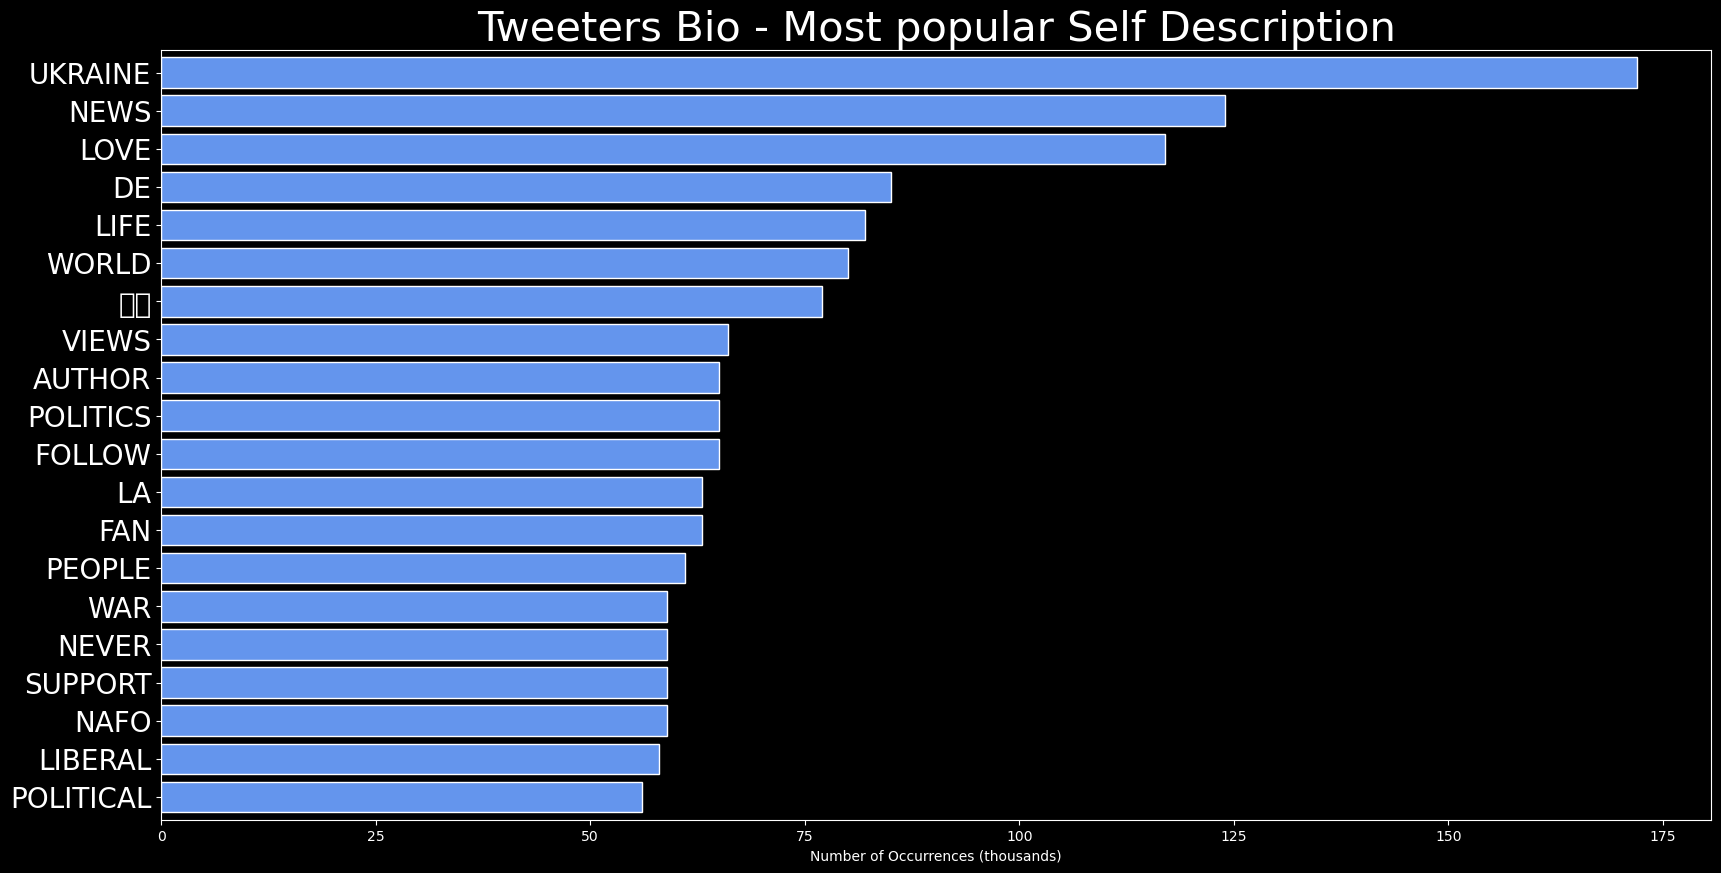 Tweeters Bio - Most popular Self Description
UKRAINE
NEWS
LOVE
DE
LIFE
WORLD
VIEWS
AUTHOR
POLITICS
FOLLOW
LA
FAN
PEOPLE
WAR
NEVER
SUPPORT
NAFO
LIBERAL
POLITICAL
0 25 50 75 100 125 150 175
Number of Occurrences (thousands)